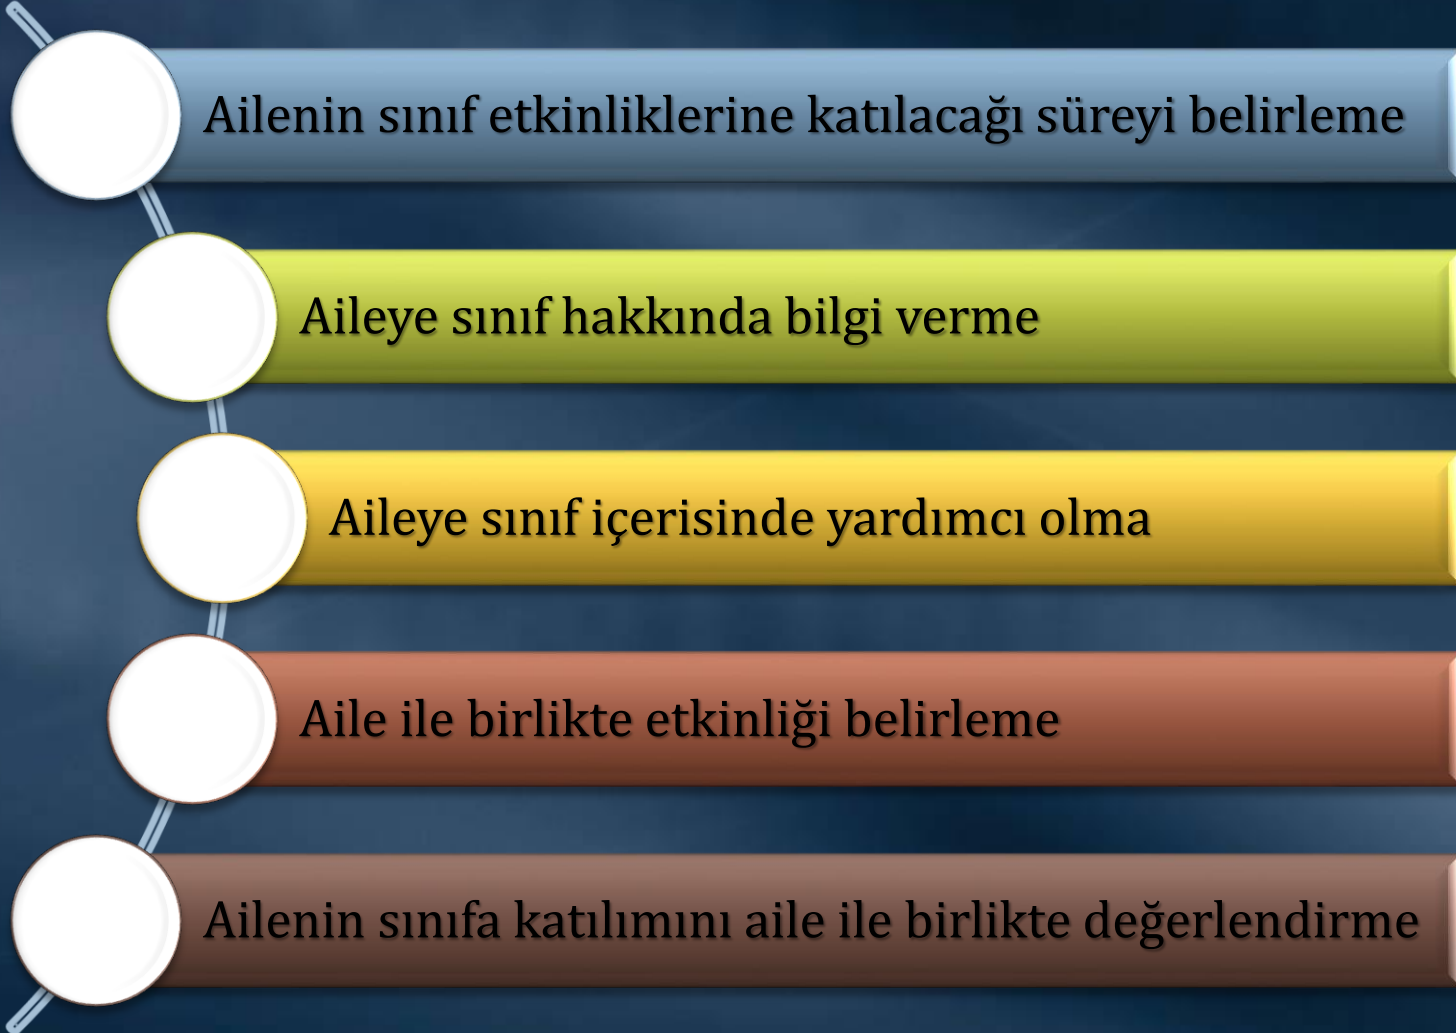 Ailenin sınıf etkinliklerine katılacağı süreyi belirleme
Aileye sınıf hakkında bilgi verme
Aileye sınıf içerisinde yardımcı olma
Aile ile birlikte etkinliği belirleme
Ailenin sınıfa katılımını aile ile birlikte değerlendirme